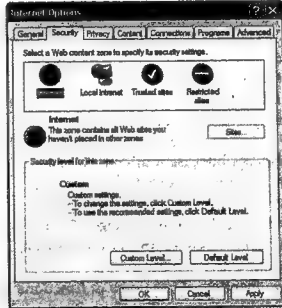 Internet Options
General Security Privacy Content Connections Programs Advanced
Select a Web content zone to specify its security settings.
Local intranet Trusted sites Restricted
sites
Internet
This zone contains all Web sites you
haven't placed in other zones
Sites...
Security level for this zone
Custom
Custom settings.
- To change the settings, click Custom Level.
- To use the recommended settings, click Default Level.
Custom Level... Default Level
OK Cancel Apply